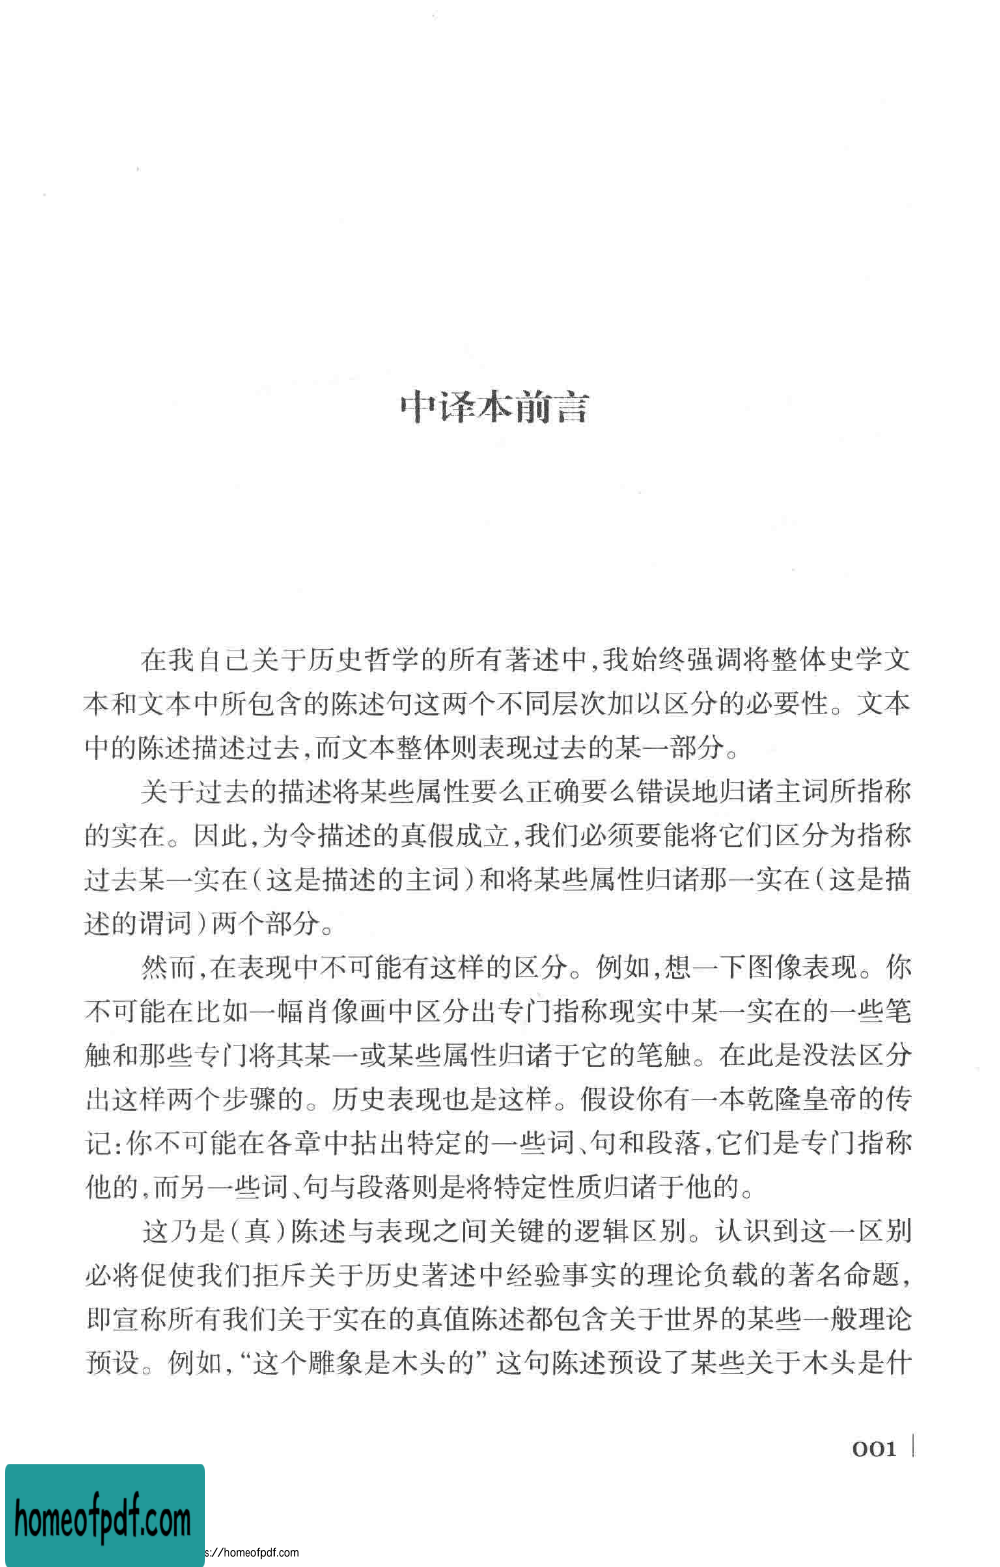 中译本前言
在我自己关于历史哲学的所有著述中,我始终强调将整体史学文
本和文本中所包含的陈述句这两个不同层次加以区分的必要性。文本
中的陈述描述过去,而文本整体则表现过去的某一部分。
关于过去的描述将某些属性要么正确要么错误地归诸主词所指称
的实在。因此,为令描述的真假成立,我们必须要能将它们区分为指称
过去某一实在(这是描述的主词)和将某些属性归诸那一实在(这是描
述的谓词)两个部分。
然而,在表现中不可能有这样的区分。例如,想一下图像表现。你
不可能在比如一幅肖像画中区分出专门指称现实中某一实在的一些笔
触和那些专门将其某一或某些属性归诸于它的笔触。在此是没法区分
出这样两个步骤的。历史表现也是这样。假设你有一本乾隆皇帝的传
记:你不可能在各章中拈出特定的一些词、句和段落,它们是专门指称
他的,而另一些词、句与段落则是将特定性质归诸于他的。
这乃是(真)陈述与表现之间关键的逻辑区别。认识到这一区别
必将促使我们拒斥关于历史著述中经验事实的理论负载的著名命题,
即宣称所有我们关于实在的真值陈述都包含关于世界的某些一般理论
预设。例如,“这个雕象是木头的”这句陈述预设了某些关于木头是什
001
homeofpdf.com
s://homeofpdf.com